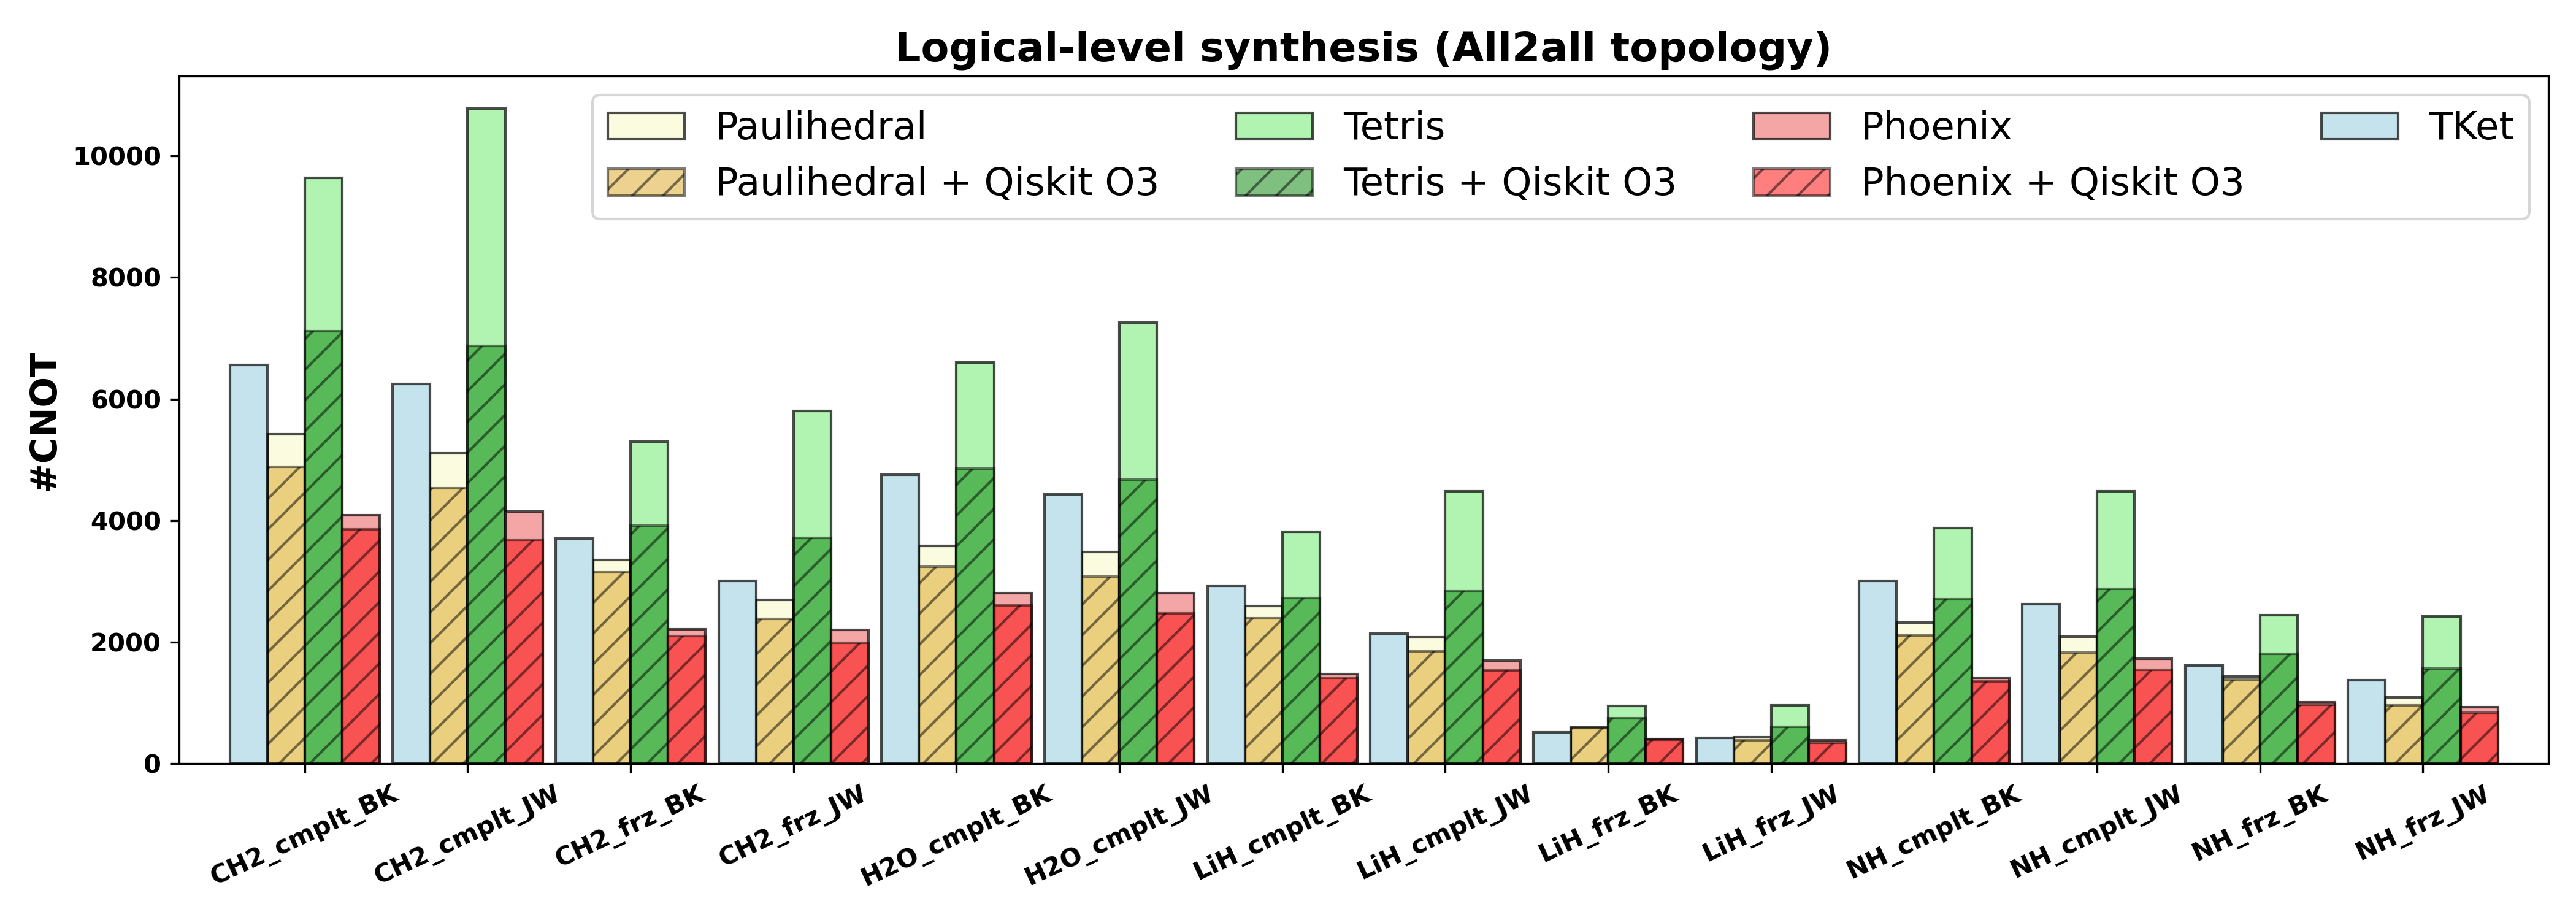 Logical-level synthesis (All2all topology)
Paulihedral
Tetris
Phoenix
TKet
Paulihedral + Qiskit O3
Tetris + Qiskit O3
Phoenix + Qiskit O3
#CNOT
10000
8000
6000
4000
2000
0
CH2_cmplt_BK
CH2_cmplt_JW
CH2_frz_BK
CH2_frz_JW
H2O_cmplt_BK
H2O_cmplt_JW
LiH_cmplt_BK
LiH_cmplt_JW
LiH_frz_BK
LiH_frz_JW
NH_cmplt_BK
NH_cmplt_JW
NH_frz_BK
NH_frz_JW